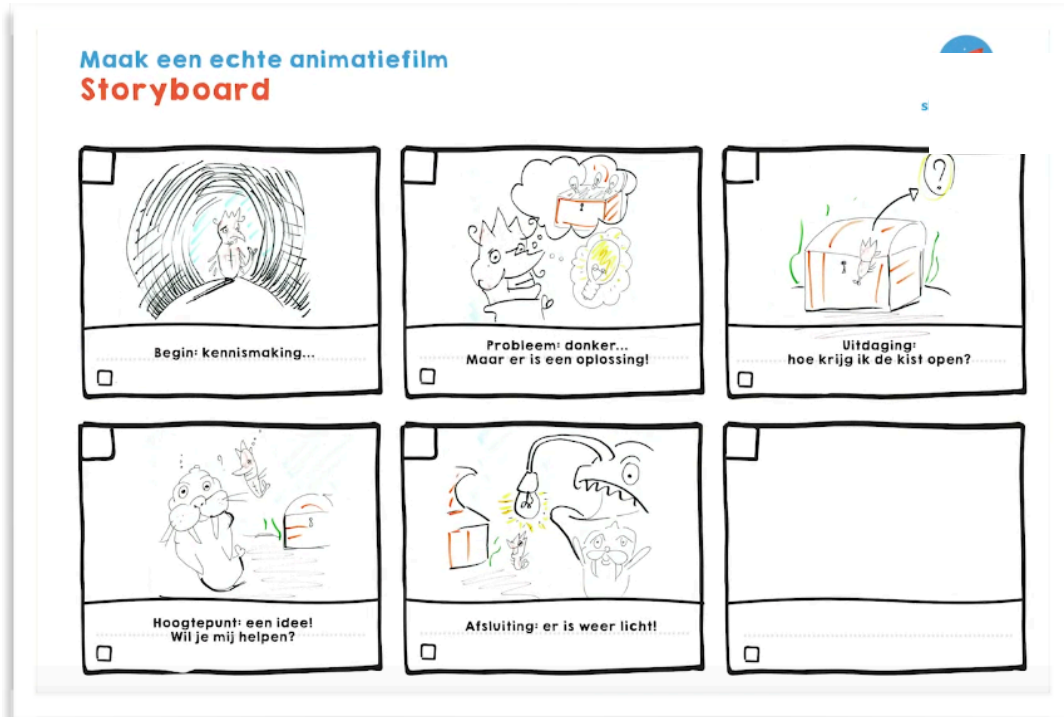 Maak een echte animatiefilm
Storyboard
s
?
Begin: kennismaking...
Probleem: donker...
Maar er is een oplossing!
Uitdaging:
hoe krijg ik de kist open?
Hoogtepunt: een idee!
Wil je mij helpen?
Afsluiting: er is weer licht!